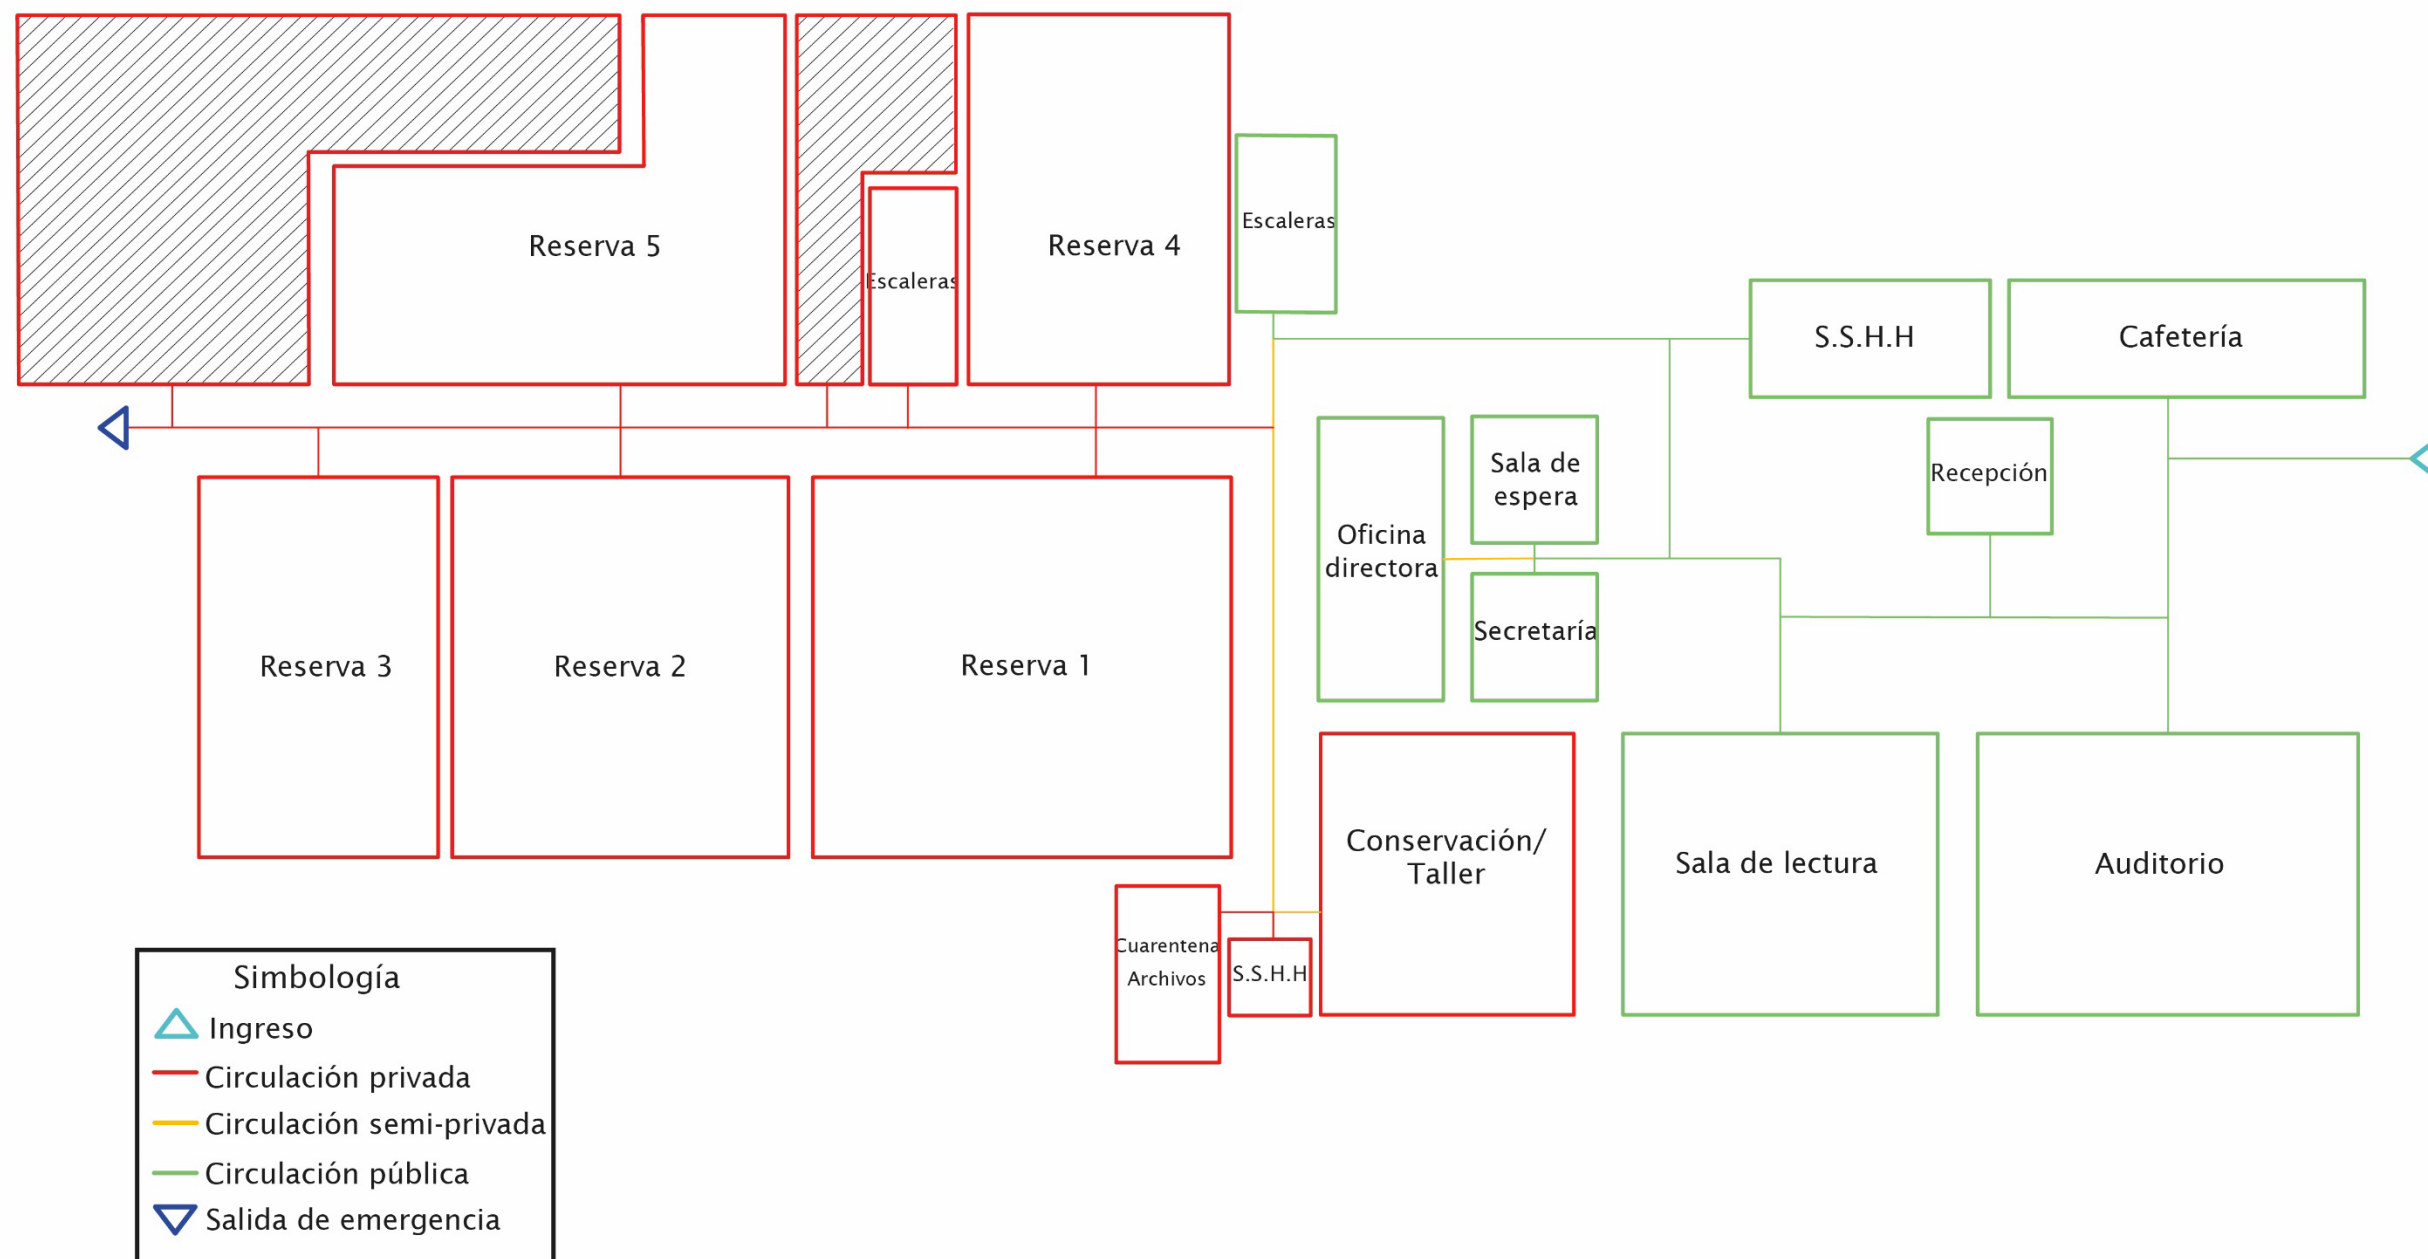 Reserva 5
Escaleras
Reserva 4
Escaleras
S.S.H.H
Cafetería
Recepción
Sala de
espera
Oficina
directora
Secretaría
Reserva 3
Reserva 2
Reserva 1
Conservación/
Taller
Sala de lectura
Auditorio
Cuarentena
Archivos
S.S.H.H
Simbología
Ingreso
Circulación privada
Circulación semi-privada
Circulación pública
Salida de emergencia